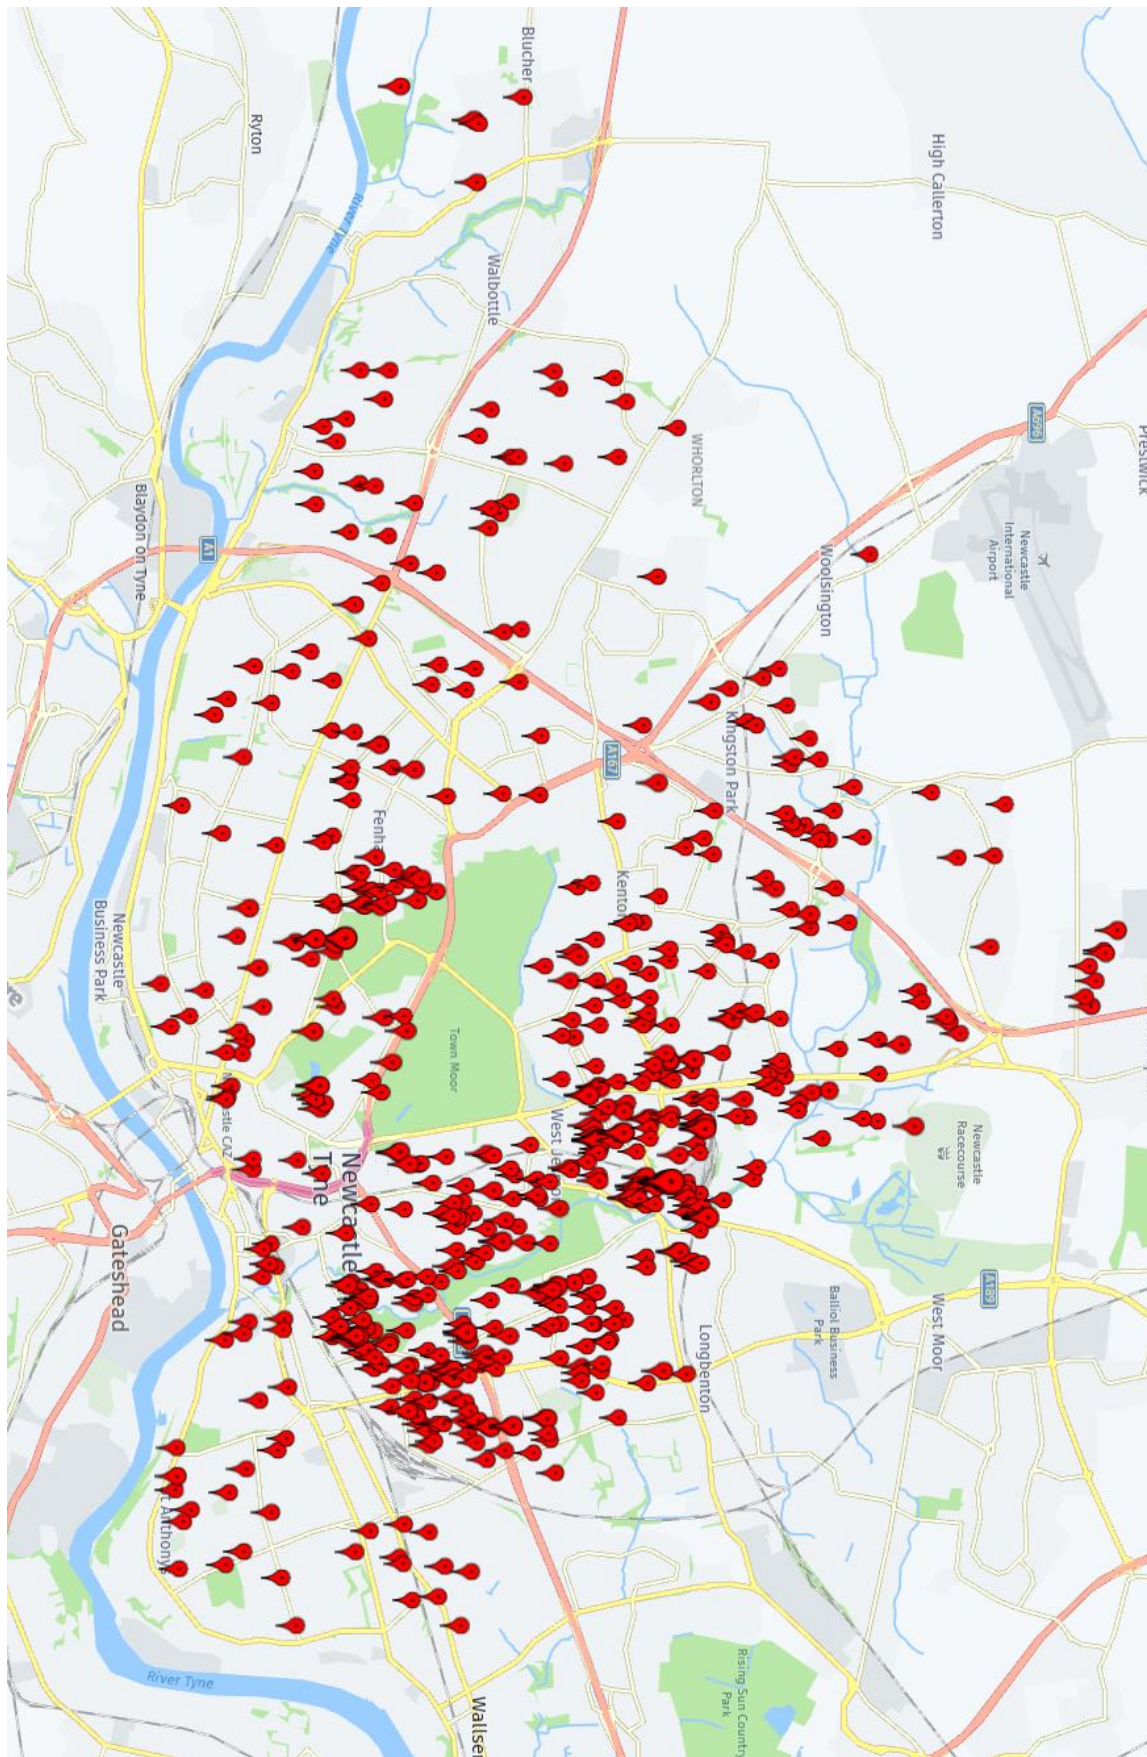 Blucher
Ryton
High Callerton
River Tyne
Walbottle
Prestwick
A696
WHORLTON
Newcastle
International
Airport
Blaydon on Tyne
A1
Woolsington
Kingston Park
A167
Newcastle
Business Park
Town Moor
Newcastle
Racecourse
Newcastle
Tyne
Gateshead
A189
West Moor
Balliol Business
Park
Longbenton
River Tyne
Rising Sun Country
Park